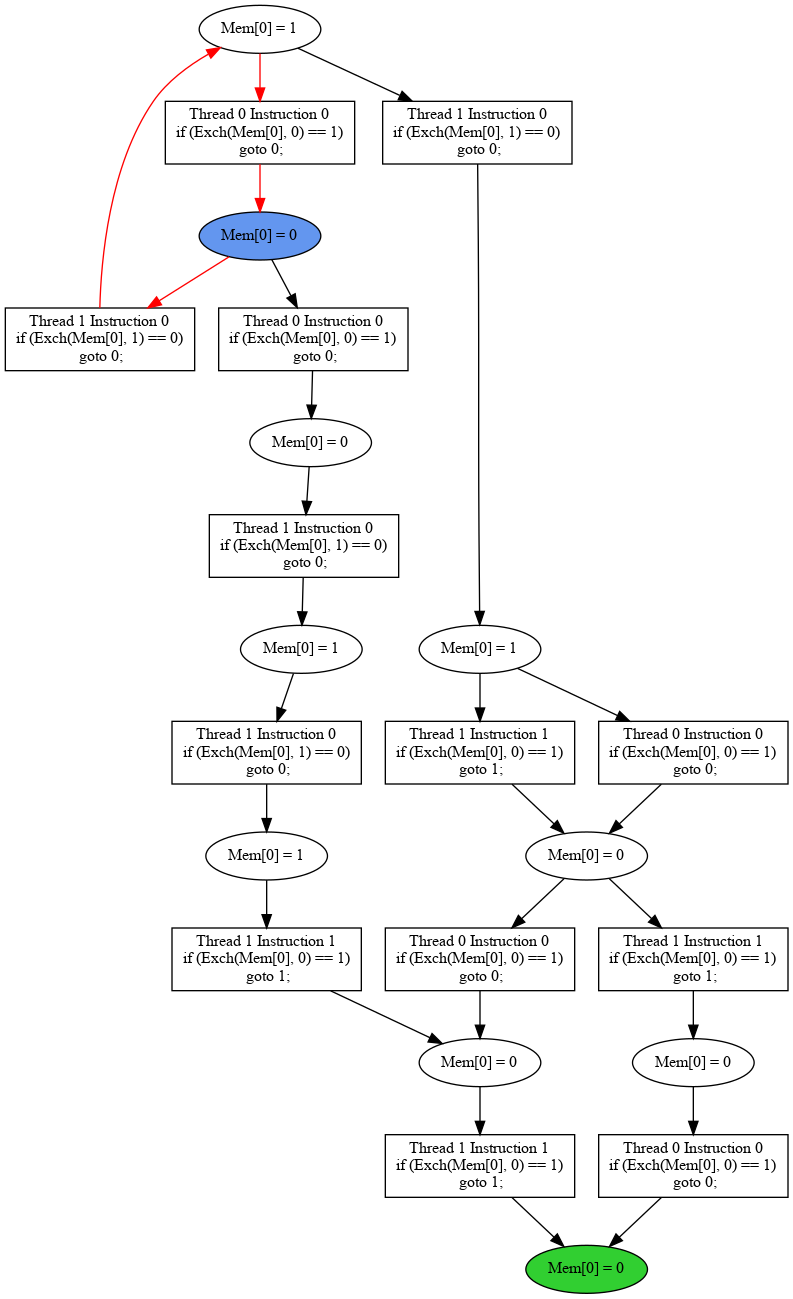 Mem[0] = 1
Thread 0 Instruction 0
if (Exch(Mem[0], 0) == 1)
goto 0;
Thread 1 Instruction 0
if (Exch(Mem[0], 1) == 0)
goto 0;
Mem[0] = 0
Thread 1 Instruction 0
if (Exch(Mem[0], 1) == 0)
goto 0;
Thread 0 Instruction 0
if (Exch(Mem[0], 0) == 1)
goto 0;
Mem[0] = 0
Thread 1 Instruction 0
if (Exch(Mem[0], 1) == 0)
goto 0;
Mem[0] = 1
Mem[0] = 1
Thread 1 Instruction 0
if (Exch(Mem[0], 1) == 0)
goto 0;
Thread 1 Instruction 1
if (Exch(Mem[0], 0) == 1)
goto 1;
Thread 0 Instruction 0
if (Exch(Mem[0], 0) == 1)
goto 0;
Mem[0] = 1
Mem[0] = 0
Thread 1 Instruction 1
if (Exch(Mem[0], 0) == 1)
goto 1;
Thread 0 Instruction 0
if (Exch(Mem[0], 0) == 1)
goto 0;
Thread 1 Instruction 1
if (Exch(Mem[0], 0) == 1)
goto 1;
Mem[0] = 0
Mem[0] = 0
Thread 1 Instruction 1
if (Exch(Mem[0], 0) == 1)
goto 1;
Thread 0 Instruction 0
if (Exch(Mem[0], 0) == 1)
goto 0;
Mem[0] = 0